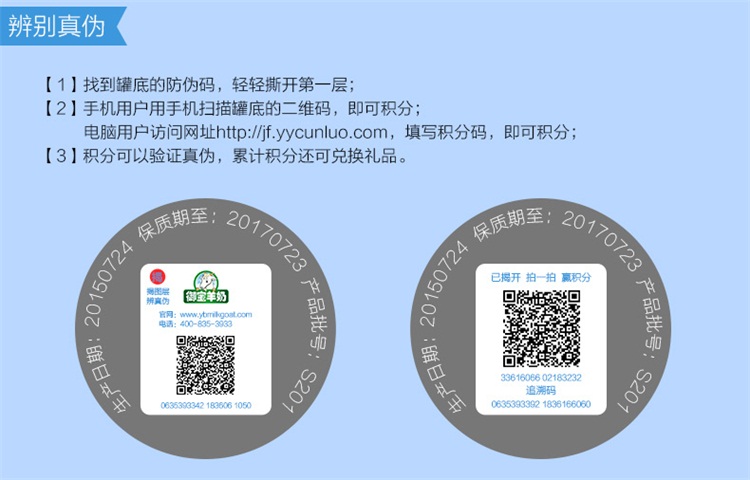 辨别真伪
【1】找到罐底的防伪码，轻轻撕开第一层；
【2】手机用户用手机扫描罐底的二维码，即可积分；
电脑用户访问网址http://jf.yycunluo.com，填写积分码，即可积分；
【3】积分可以验证真伪，累计积分还可兑换礼品。
生产日期：20150724 保质期至：20170723 产品批号：S201
揭图层
辨真伪
御宝羊奶
官网：www.ybmilkgoat.com
电话：400-835-3933
0635393342 183606 1050
生产日期：20150724 保质期至：20170723 产品批号：S201
已揭开 拍一拍 赢积分
33616066 02183232
追溯码
0635393392 1836166060